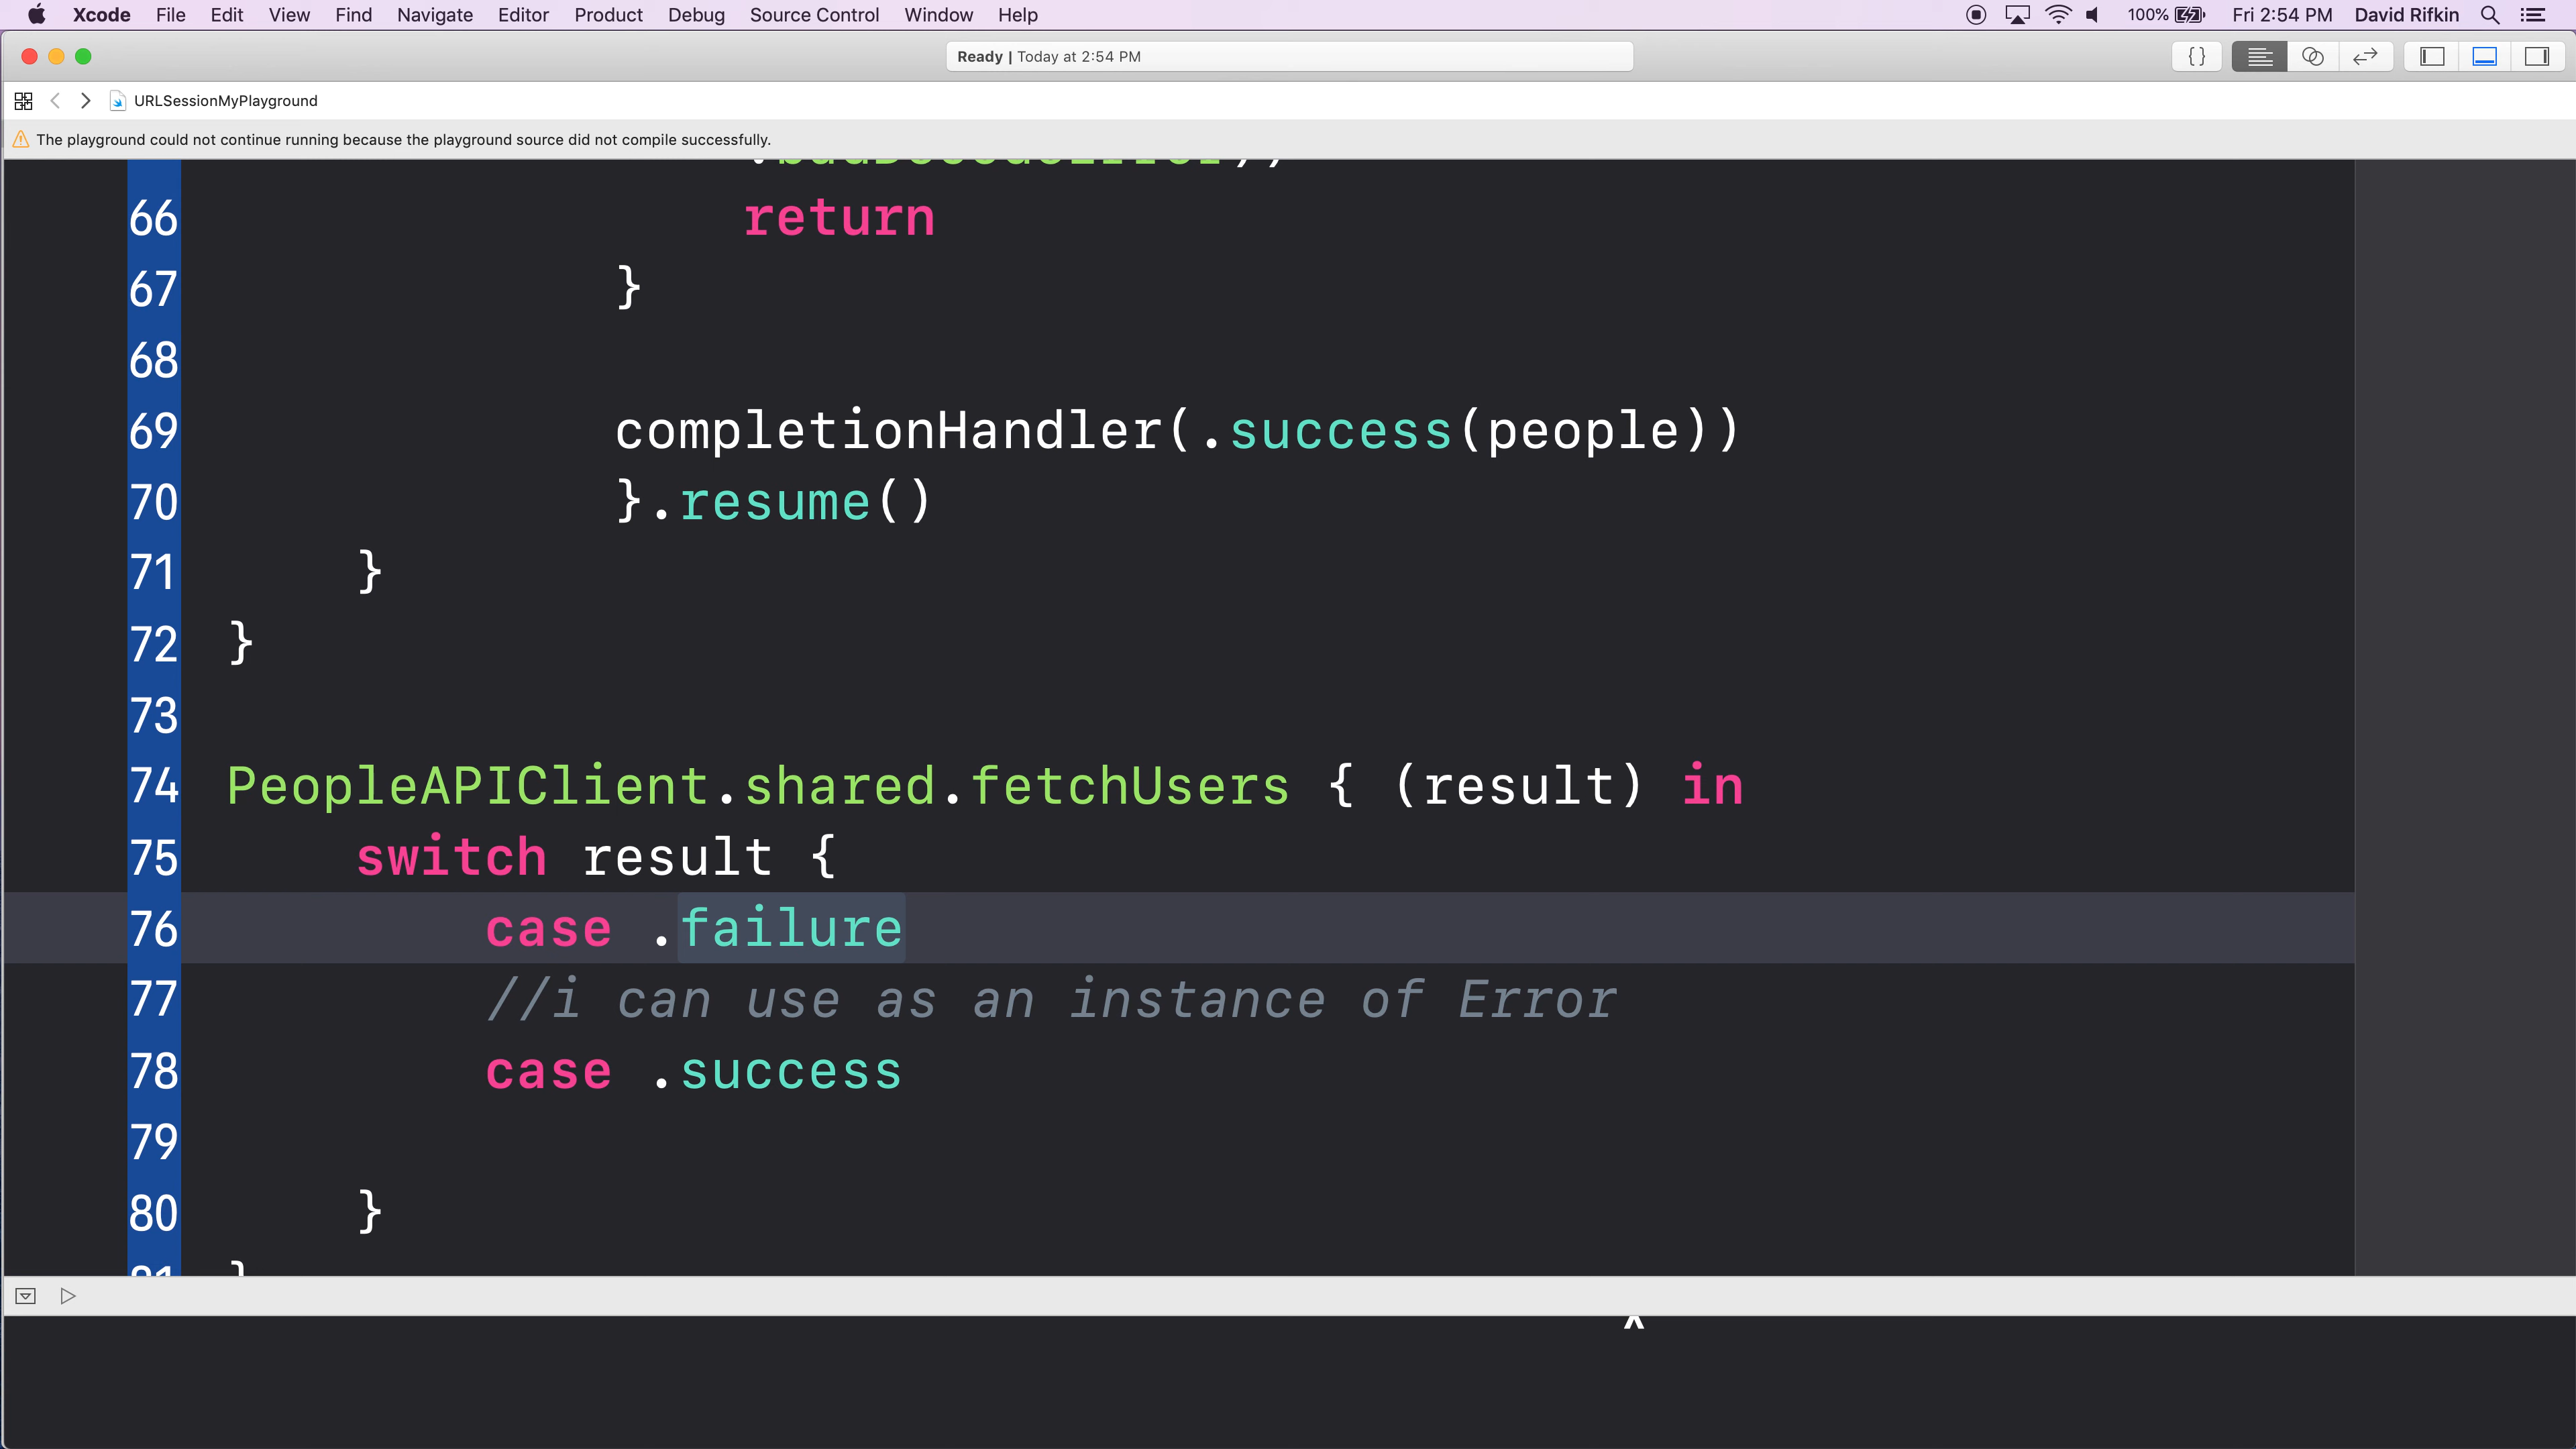 Xcode File Edit View Find Navigate Editor Product Debug Source Control Window Help 100% Fri 2:54 PM David Rifkin
Ready | Today at 2:54 PM
{}
URLSessionMyPlayground
The playground could not continue running because the playground source did not compile successfully.
66 return
67 }
68
69 completionHandler(.success(people))
70 }.resume()
71 }
72 }
73
74 PeopleAPIClient.shared.fetchUsers { (result) in
75 switch result {
76 case .failure
77 //i can use as an instance of Error
78 case .success
79
80 }
81 }
^